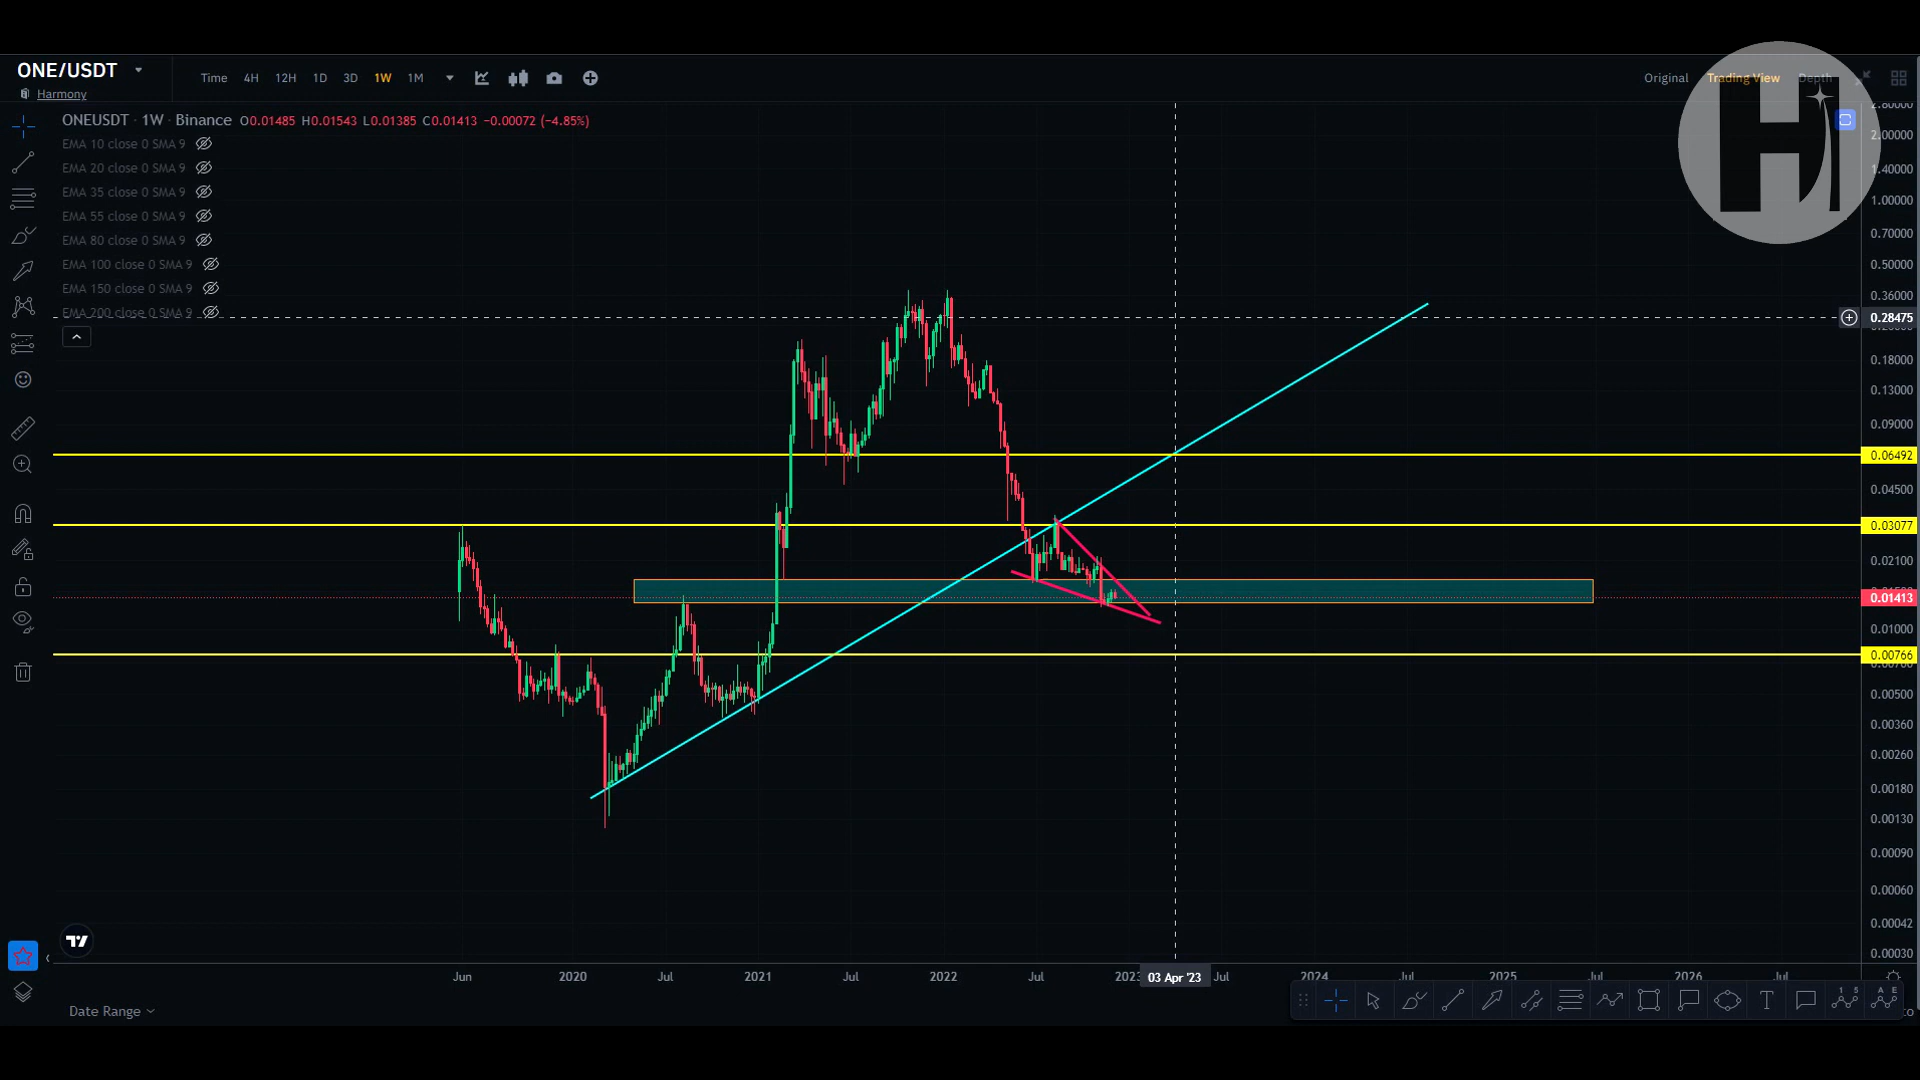 ONE/USDT
Harmony
Time 4H 12H 1D 3D 1W 1M
Original Trading View Depth
ONEUSDT · 1W · Binance O0.01485 H0.01543 L0.01385 C0.01413 −0.00072 (−4.85%)
EMA 10 close 0 SMA 9
EMA 20 close 0 SMA 9
EMA 35 close 0 SMA 9
EMA 55 close 0 SMA 9
EMA 80 close 0 SMA 9
EMA 100 close 0 SMA 9
EMA 150 close 0 SMA 9
EMA 200 close 0 SMA 9
H
2.00000
1.40000
1.00000
0.70000
0.50000
0.36000
0.28475
0.18000
0.13000
0.09000
0.06492
0.04500
0.03077
0.02100
0.01413
0.01000
0.00766
0.00500
0.00360
0.00260
0.00180
0.00130
0.00090
0.00060
0.00042
0.00030
Jun 2020 Jul 2021 Jul 2022 Jul 2023 03 Apr '23 Jul 2024 Jul 2025 Jul 2026 Jul
Date Range